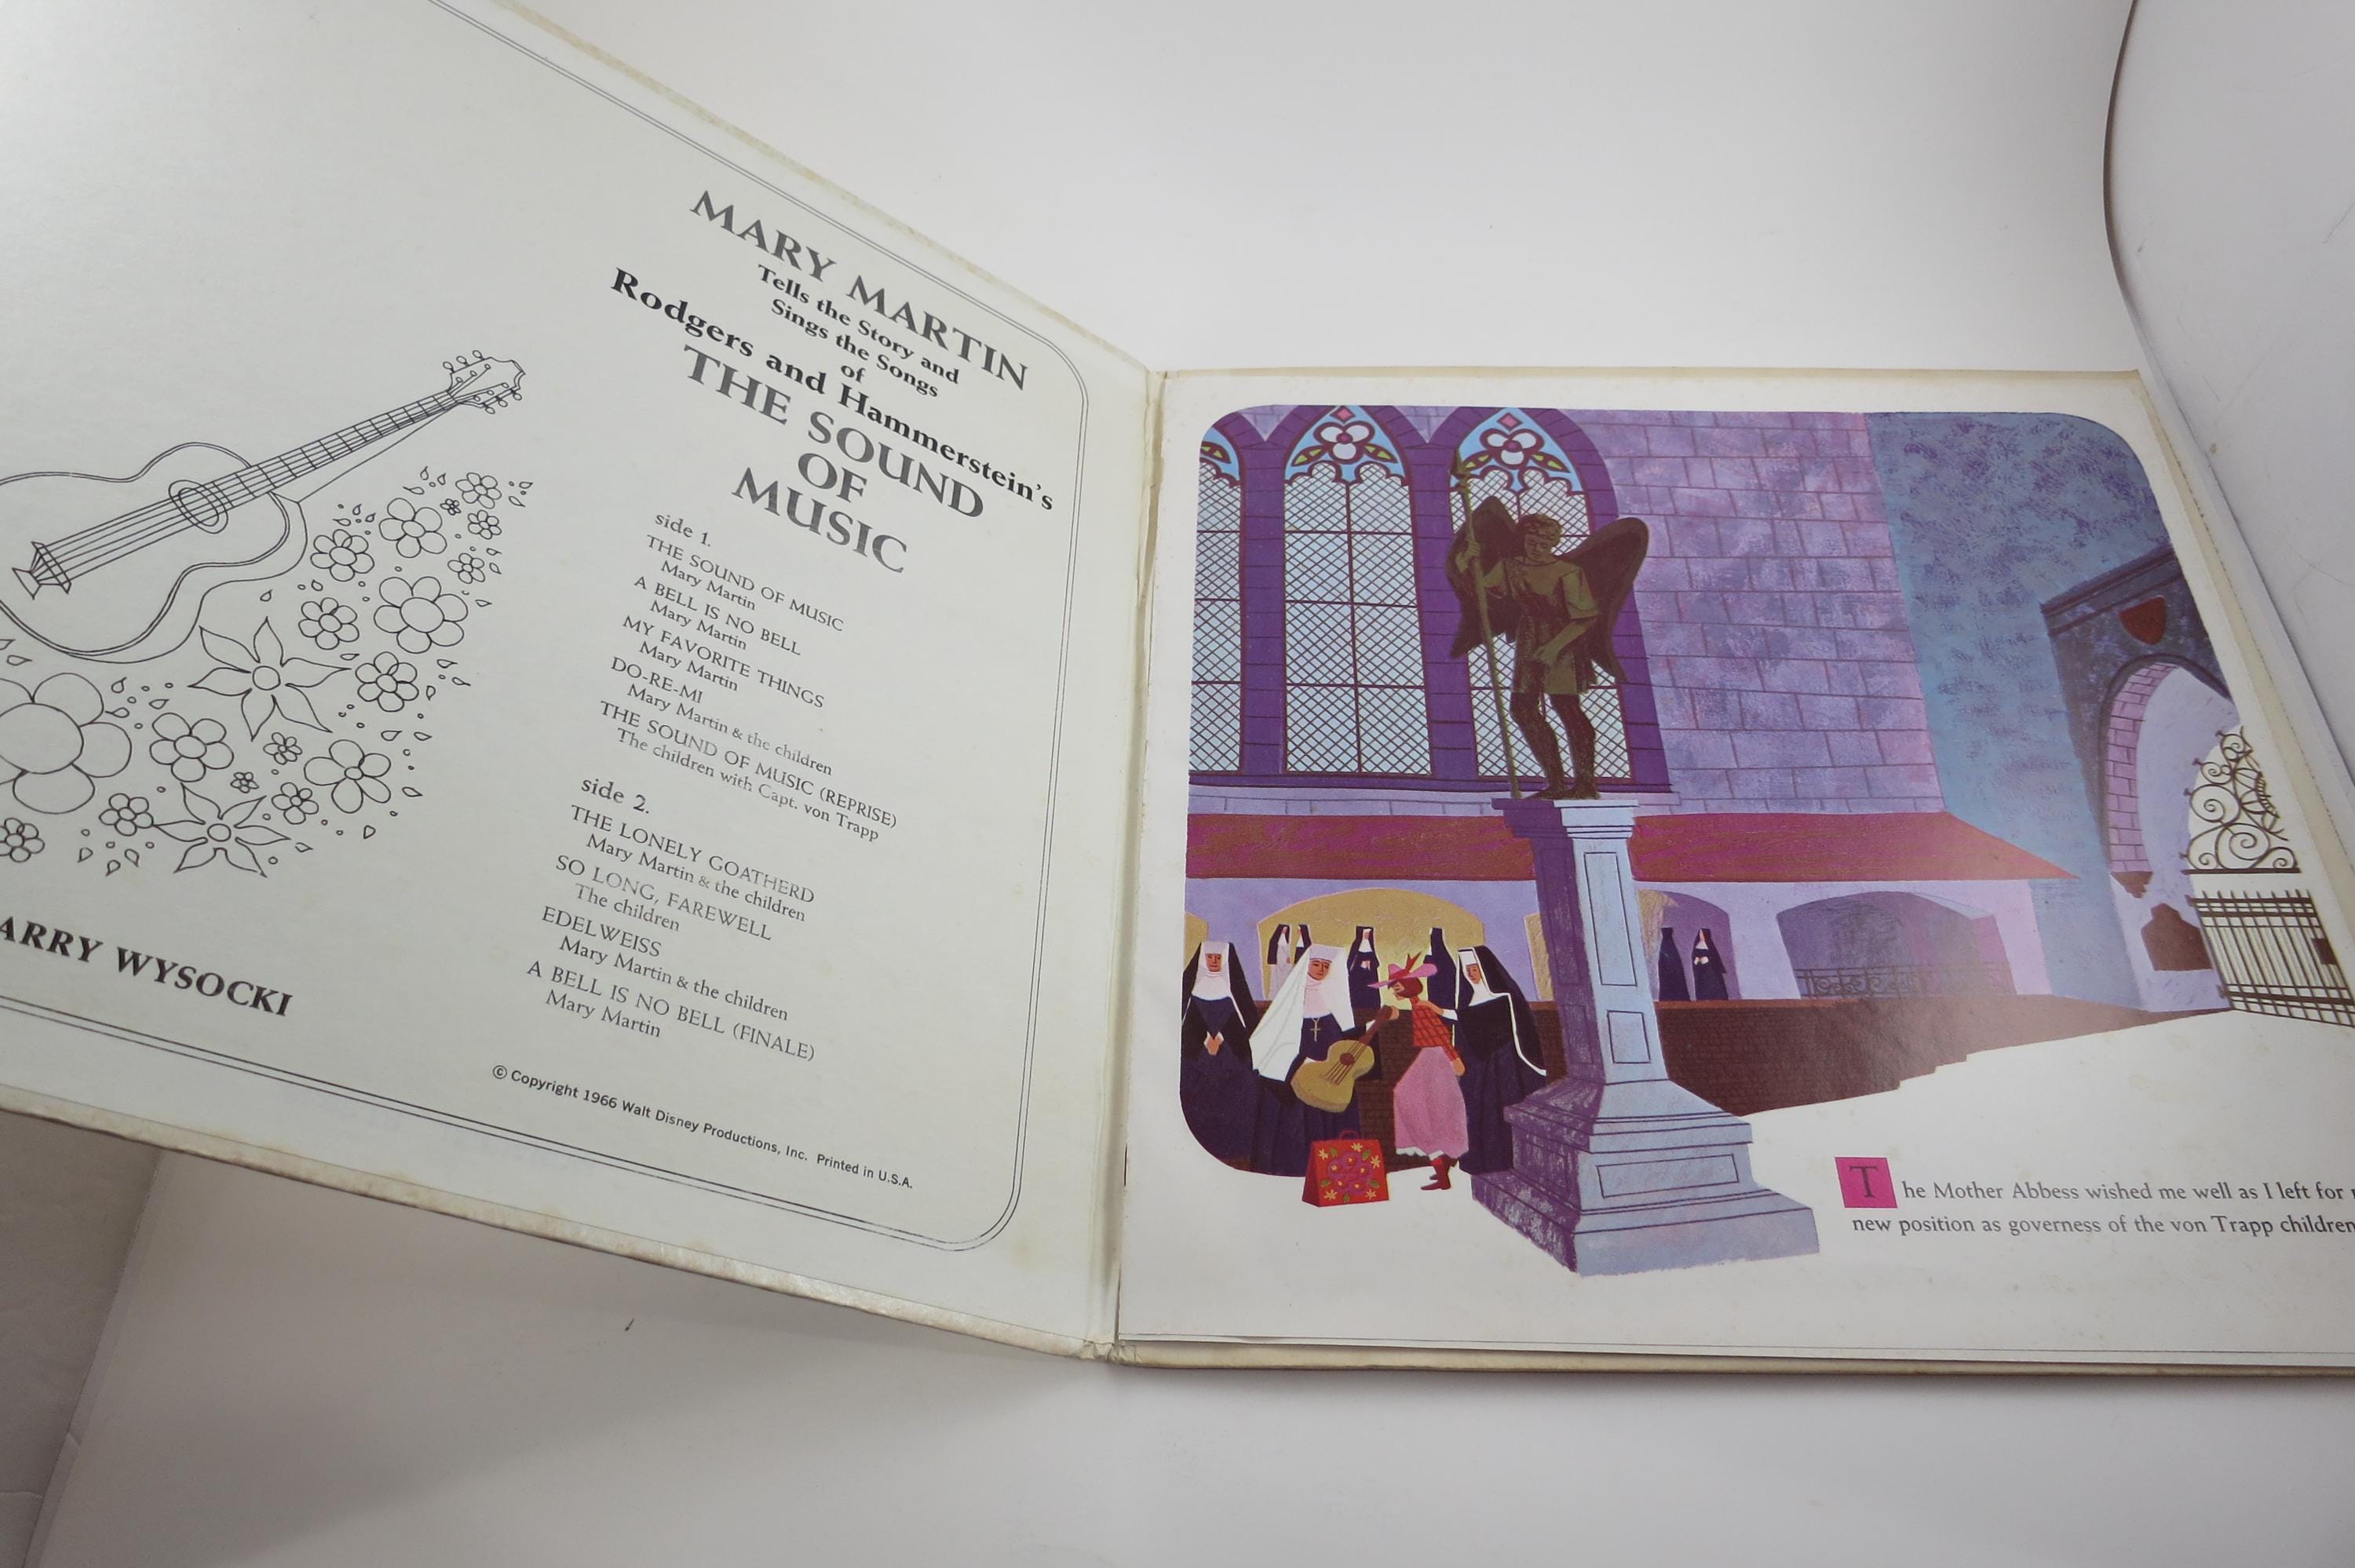 MARY MARTIN
Tells the Story and
Sings the Songs
of
Rodgers and Hammerstein's
THE SOUND
OF
MUSIC
side 1.
THE SOUND OF MUSIC
Mary Martin
A BELL IS NO BELL
Mary Martin
MY FAVORITE THINGS
Mary Martin
DO-RE-MI
Mary Martin & the children
THE SOUND OF MUSIC (REPRISE)
The children with Capt. von Trapp
side 2.
THE LONELY GOATHERD
Mary Martin & the children
SO LONG, FAREWELL
The children
EDELWEISS
Mary Martin & the children
A BELL IS NO BELL (FINALE)
Mary Martin
© Copyright 1966 Walt Disney Productions, Inc. Printed in U.S.A.
ARRY WYSOCKI
The Mother Abbess wished me well as I left for
new position as governess of the von Trapp children